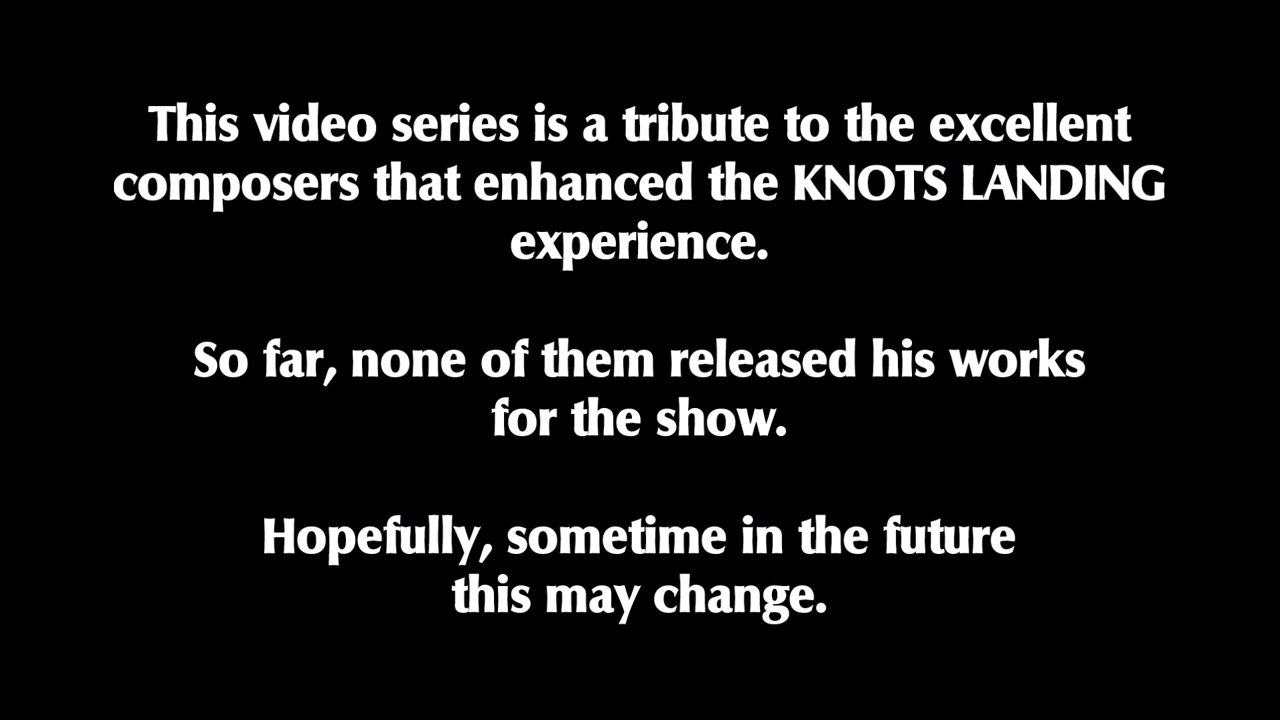 This video series is a tribute to the excellent
composers that enhanced the KNOTS LANDING
experience.
So far, none of them released his works
for the show.
Hopefully, sometime in the future
this may change.